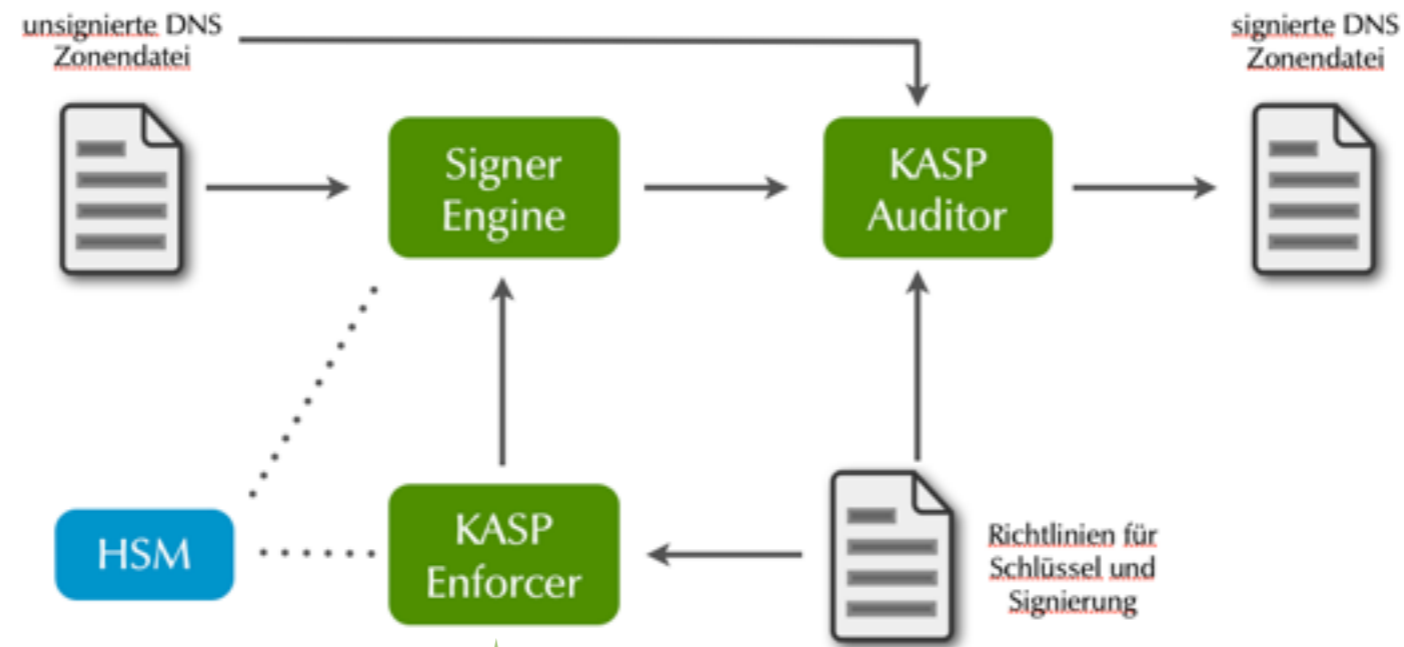 unsignierte DNS
Zonendatei
signierte DNS
Zonendatei
Signer
Engine
KASP
Auditor
HSM
KASP
Enforcer
Richtlinien für
Schlüssel und
Signierung